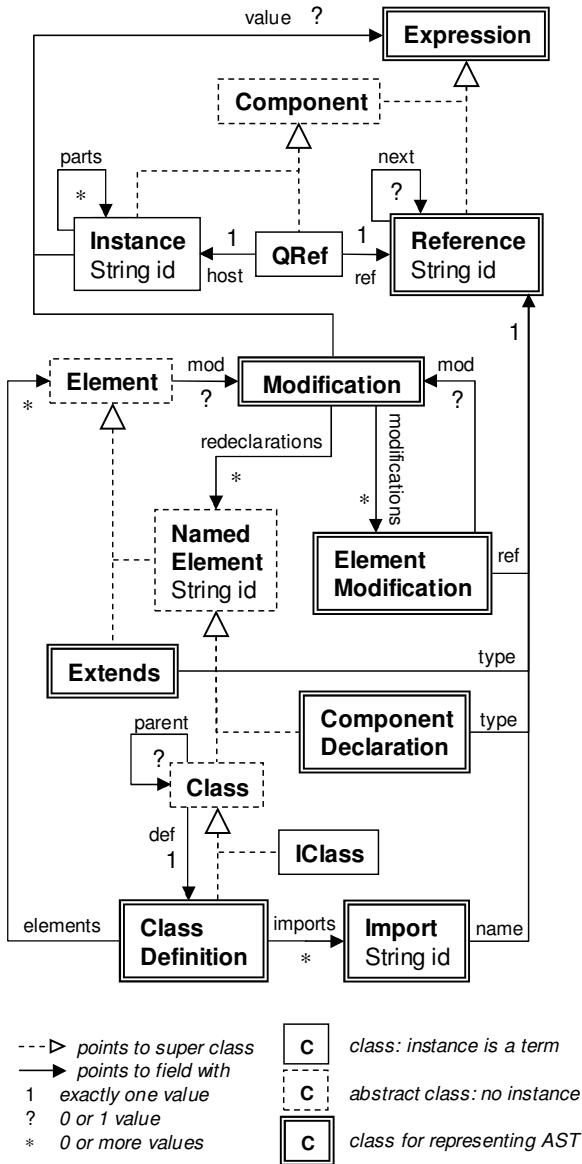 value ?
Expression
Component
parts
*
next
?
Instance
String id
1
host
QRef
1
ref
Reference
String id
1
Element
*
mod
?
Modification
mod
?
redeclarations
*
modifications
*
Named
Element
String id
Element
Modification
ref
Extends
type
parent
?
Component
Declaration
type
Class
def
1
IClass
elements
Class
Definition
imports
*
Import
String id
name
points to super class
points to field with
1 exactly one value
? 0 or 1 value
* 0 or more values
C class: instance is a term
C abstract class: no instance
C class for representing AST